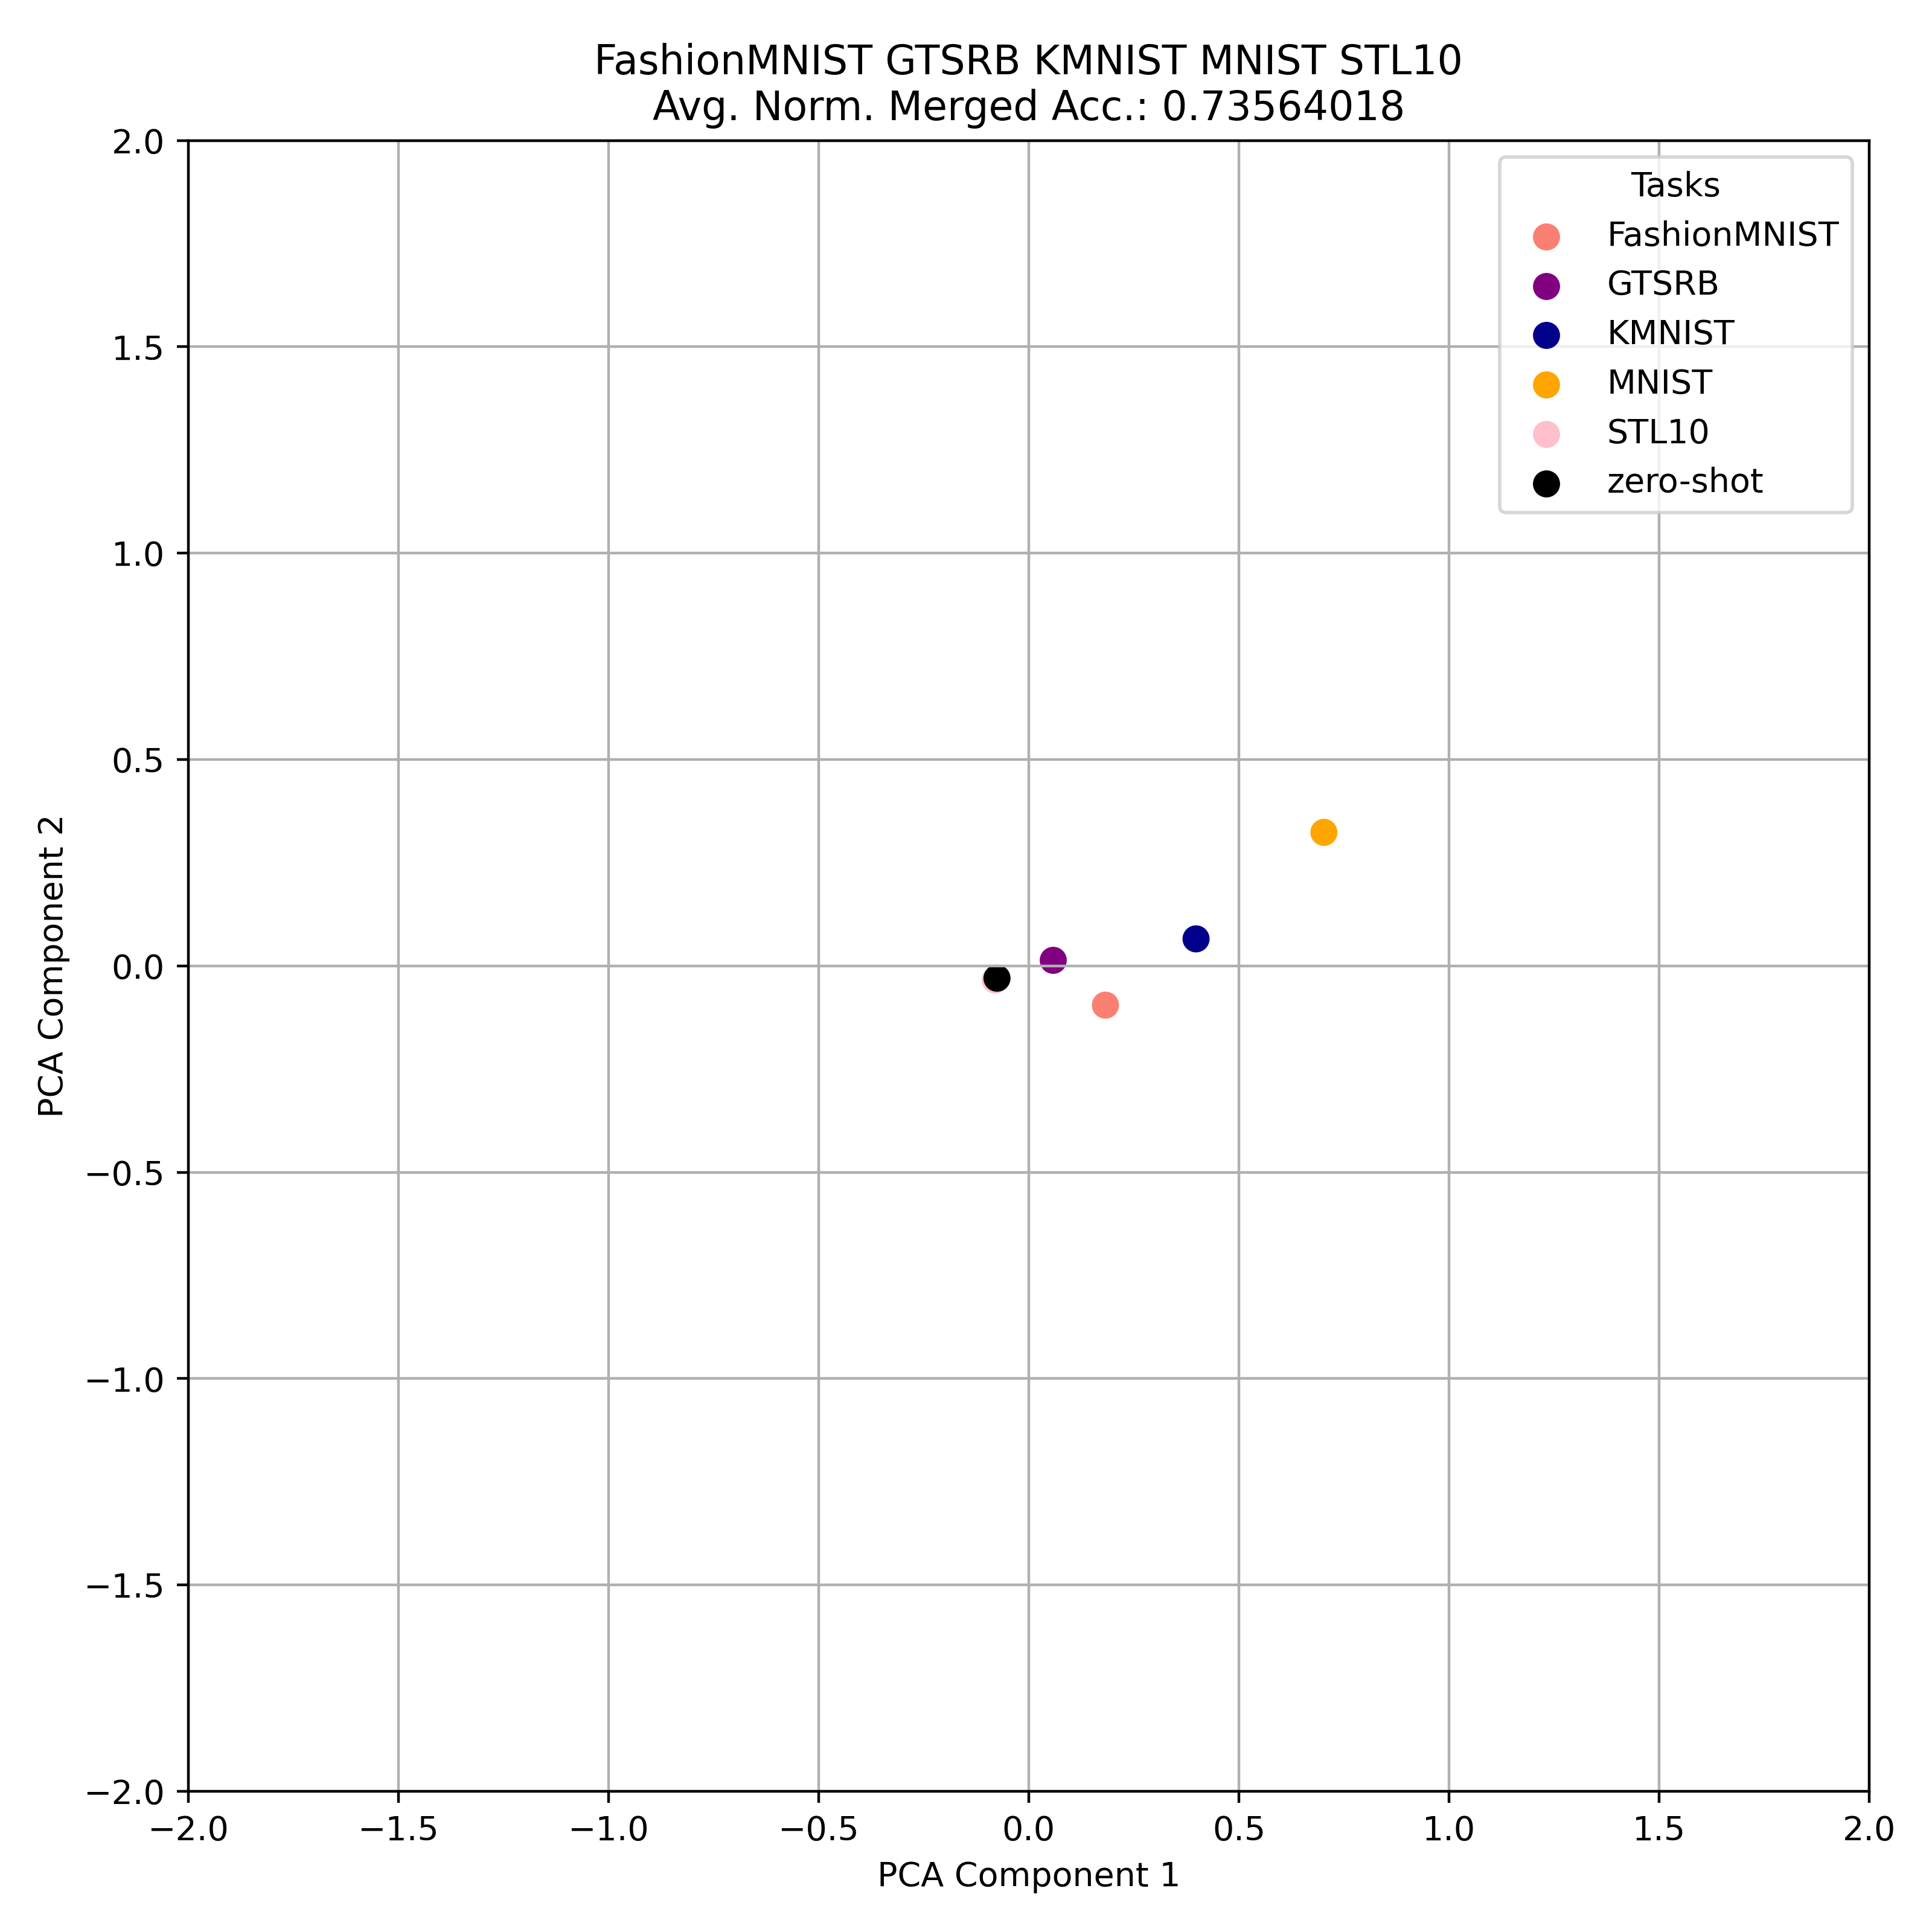 FashionMNIST GTSRB KMNIST MNIST STL10
Avg. Norm. Merged Acc.: 0.73564018
Tasks
FashionMNIST
GTSRB
KMNIST
MNIST
STL10
zero-shot
2.0
1.5
1.0
0.5
0.0
−0.5
−1.0
−1.5
−2.0
PCA Component 2
−2.0 −1.5 −1.0 −0.5 0.0 0.5 1.0 1.5 2.0
PCA Component 1